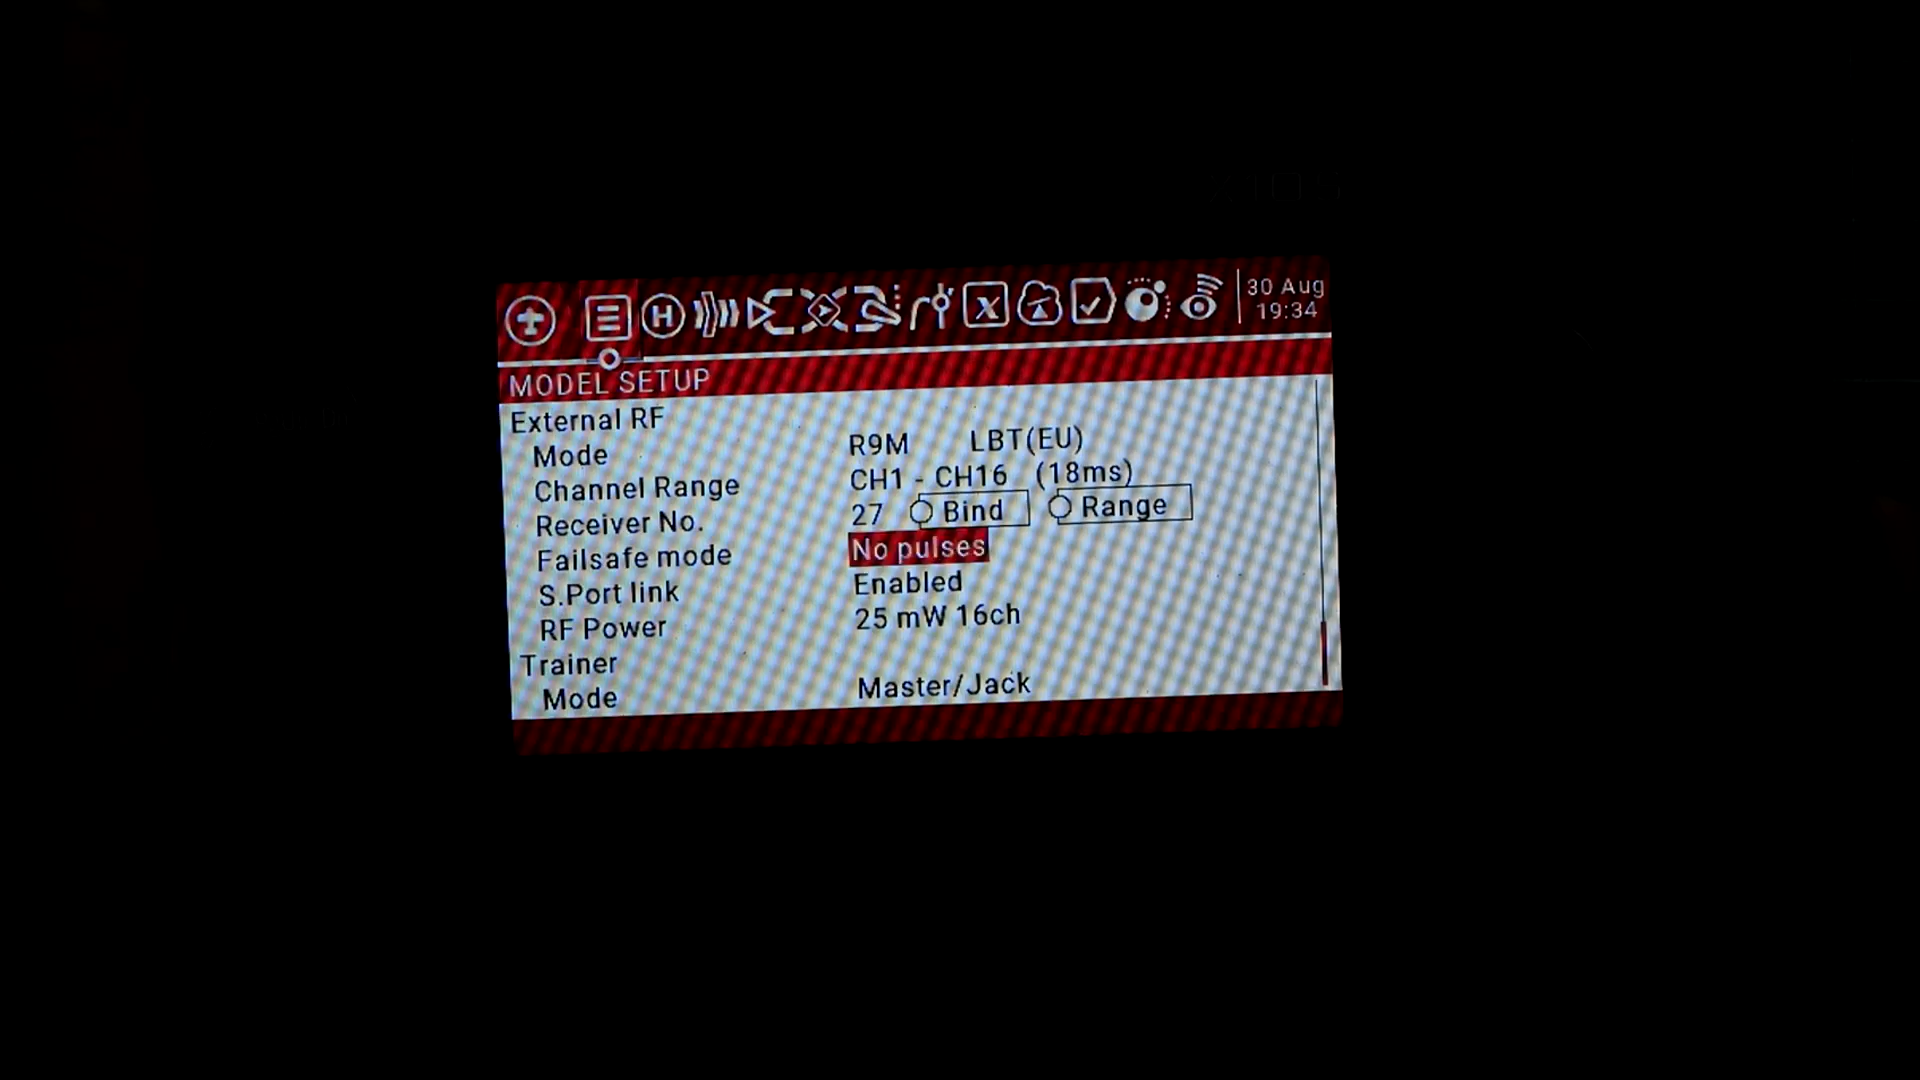 30 Aug
19:34
MODEL SETUP
External RF
Mode R9M LBT(EU)
Channel Range CH1 - CH16 (18ms)
Receiver No. 27 Bind Range
Failsafe mode No pulses
S.Port link Enabled
RF Power 25 mW 16ch
Trainer
Mode Master/Jack